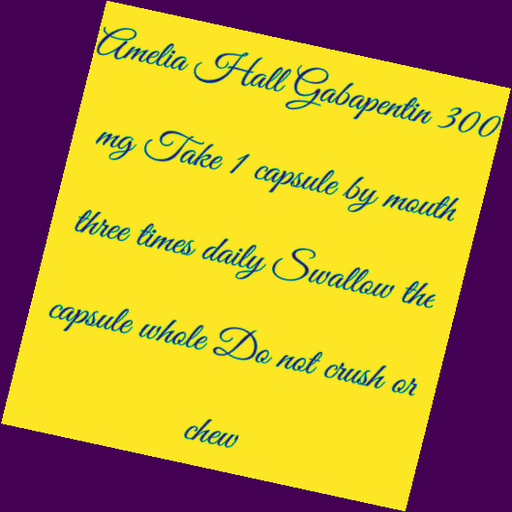 Amelia Hall Gabapentin 300
mg Take 1 capsule by mouth
three times daily Swallow the
capsule whole Do not crush or
chew